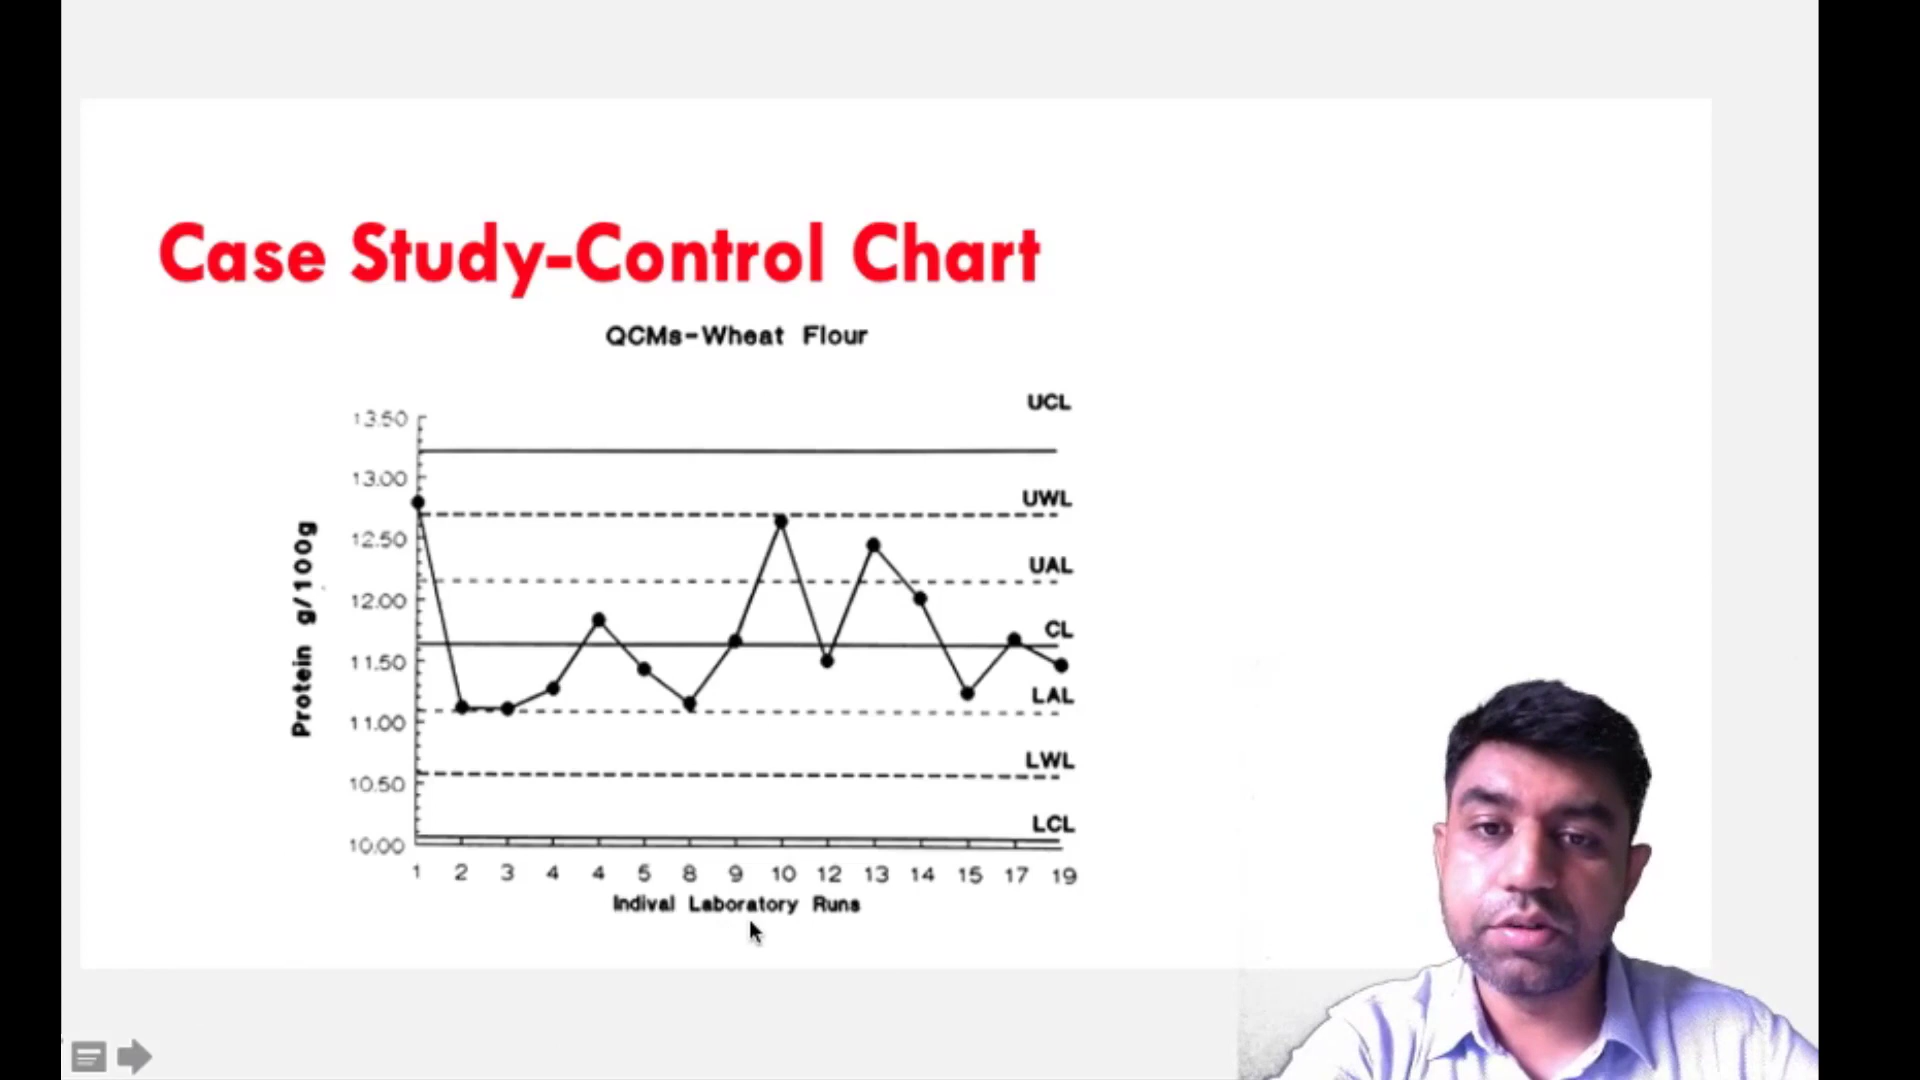 Case Study-Control Chart
QCMs-Wheat Flour
UCL
13.50
13.00
UWL
12.50
UAL
12.00
CL
11.50
LAL
11.00
LWL
10.50
LCL
10.00
Protein g/100g
1 2 3 4 4 5 8 9 10 12 13 14 15 17 19
Indival Laboratory Runs